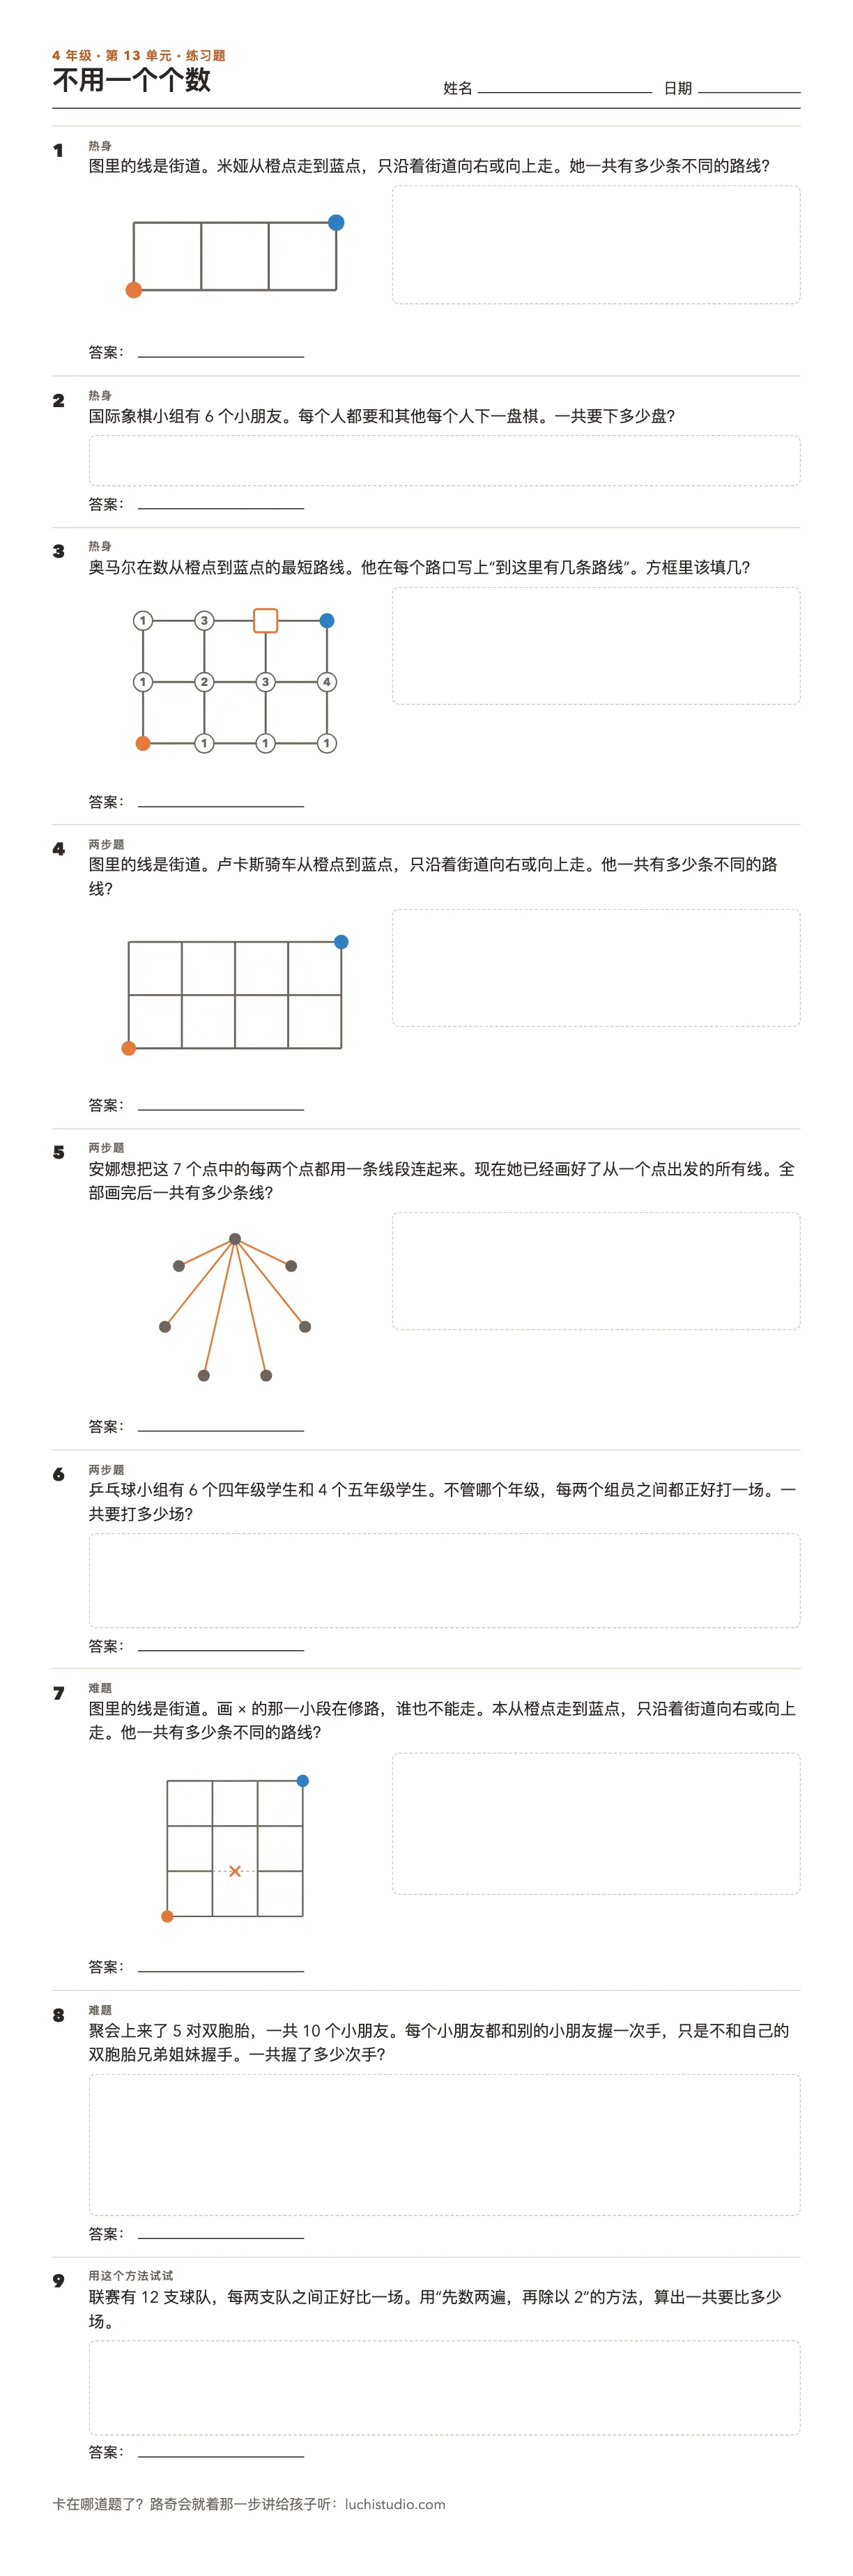 4 年级 · 第 13 单元 · 练习题
不用一个个数
姓名
日期
1
热身
图里的线是街道。米娅从橙点走到蓝点，只沿着街道向右或向上走。她一共有多少条不同的路线？
答案：
2
热身
国际象棋小组有 6 个小朋友。每个人都要和其他每个人下一盘棋。一共要下多少盘？
答案：
3
热身
奥马尔在数从橙点到蓝点的最短路线。他在每个路口写上“到这里有几条路线”。方框里该填几？
1 3
1 2 3 4
1 1 1
答案：
4
两步题
图里的线是街道。卢卡斯骑车从橙点到蓝点，只沿着街道向右或向上走。他一共有多少条不同的路
线？
答案：
5
两步题
安娜想把这 7 个点中的每两个点都用一条线段连起来。现在她已经画好了从一个点出发的所有线。全
部画完后一共有多少条线？
答案：
6
两步题
乒乓球小组有 6 个四年级学生和 4 个五年级学生。不管哪个年级，每两个组员之间都正好打一场。一
共要打多少场？
答案：
7
难题
图里的线是街道。画 × 的那一小段在修路，谁也不能走。本从橙点走到蓝点，只沿着街道向右或向上
走。他一共有多少条不同的路线？
答案：
8
难题
聚会上来了 5 对双胞胎，一共 10 个小朋友。每个小朋友都和别的小朋友握一次手，只是不和自己的
双胞胎兄弟姐妹握手。一共握了多少次手？
答案：
9
用这个方法试试
联赛有 12 支球队，每两支队之间正好比一场。用“先数两遍，再除以 2”的方法，算出一共要比多少
场。
答案：
卡在哪道题了？路奇会就着那一步讲给孩子听：luchistudio.com